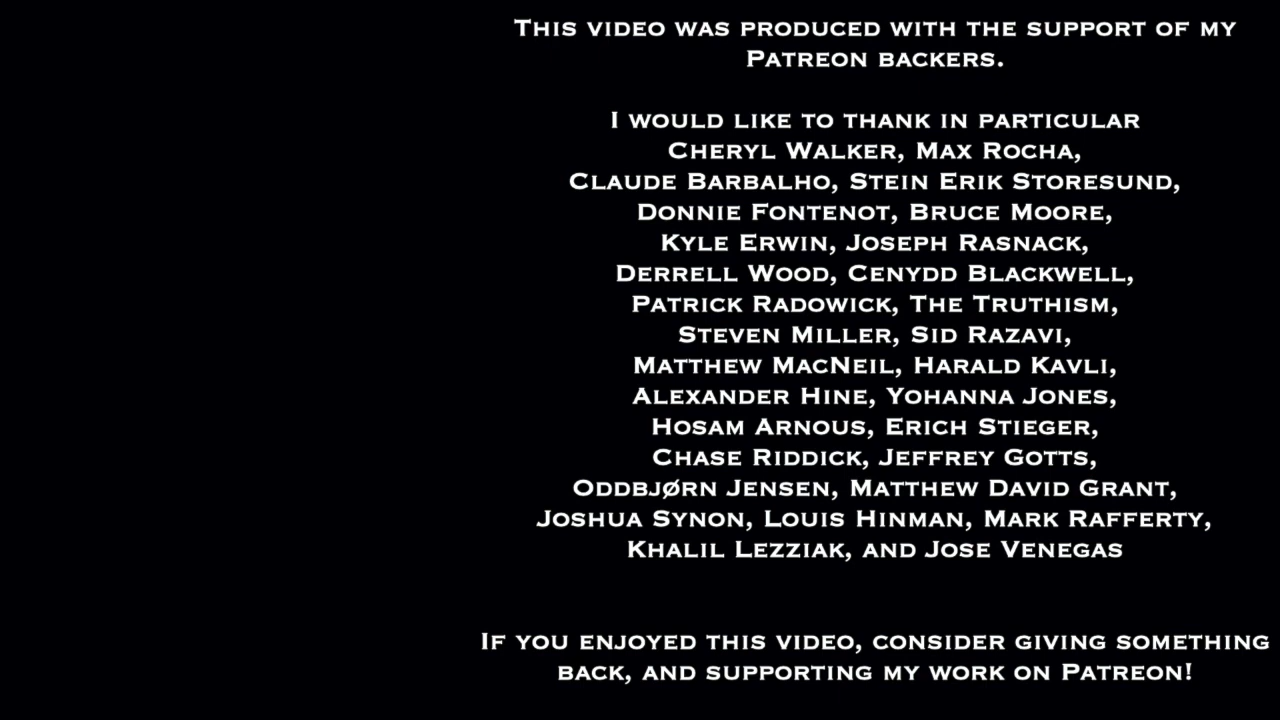 This video was produced with the support of my
Patreon backers.
I would like to thank in particular
Cheryl Walker, Max Rocha,
Claude Barbalho, Stein Erik Storesund,
Donnie Fontenot, Bruce Moore,
Kyle Erwin, Joseph Rasnack,
Derrell Wood, Cenydd Blackwell,
Patrick Radowick, The Truthism,
Steven Miller, Sid Razavi,
Matthew MacNeil, Harald Kavli,
Alexander Hine, Yohanna Jones,
Hosam Arnous, Erich Stieger,
Chase Riddick, Jeffrey Gotts,
Oddbjørn Jensen, Matthew David Grant,
Joshua Synon, Louis Hinman, Mark Rafferty,
Khalil Lezziak, and Jose Venegas
If you enjoyed this video, consider giving something
back, and supporting my work on Patreon!